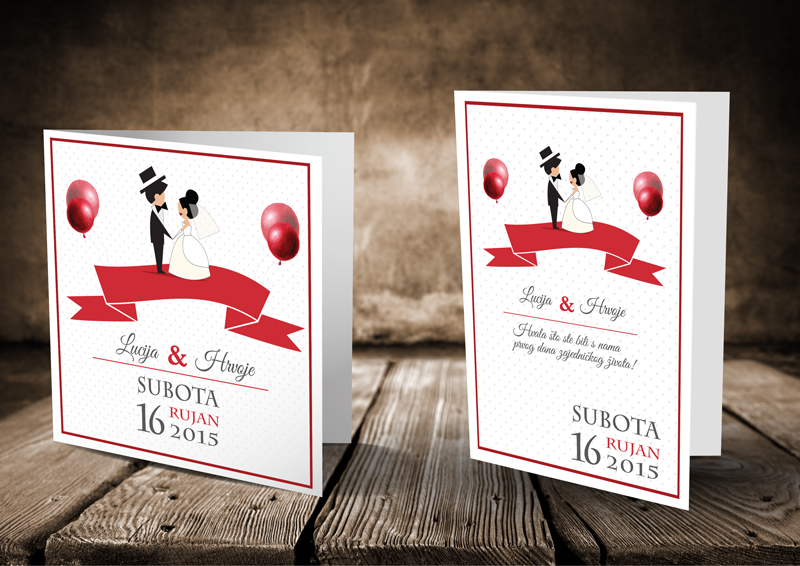 Lucija & Hrvoje
SUBOTA
16 RUJAN
2015
Lucija & Hrvoje
Hvala što ste bili s nama
prvog dana zajedničkog života!
SUBOTA
16 RUJAN
2015